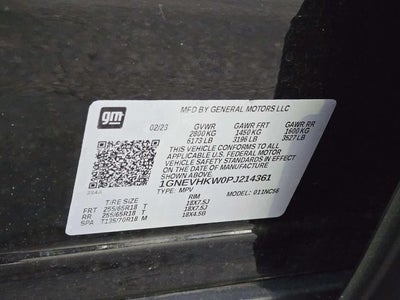 gm
MFD BY GENERAL MOTORS LLC
02/23 GVWR GAWR FRT GAWR RR
2800 KG 1450 KG 1600 KG
6173 LB 3196 LB 3527 LB
THIS VEHICLE CONFORMS TO ALL
APPLICABLE U.S. FEDERAL MOTOR
VEHICLE SAFETY STANDARDS IN EFFECT
ON THE DATE OF MANUFACTURE
SHOWN ABOVE.
1GNEVHKW0PJ214361
TYPE: MPV MODEL: 011NC56
TIRE SIZE RIM
FRT 255/65R18 T 18X7.5J
RR 255/65R18 T 18X7.5J
SPA T135/70R18 M 18X4.5B